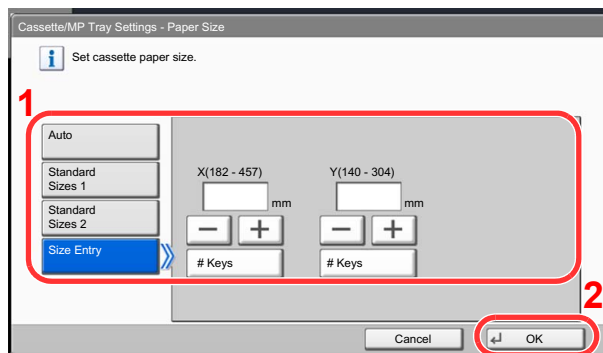 Cassette/MP Tray Settings - Paper Size
i
Set cassette paper size.
1
Auto
Standard
Sizes 1
Standard
Sizes 2
Size Entry
X(182 - 457)
mm
− +
# Keys
Y(140 - 304)
mm
− +
# Keys
2
Cancel
OK